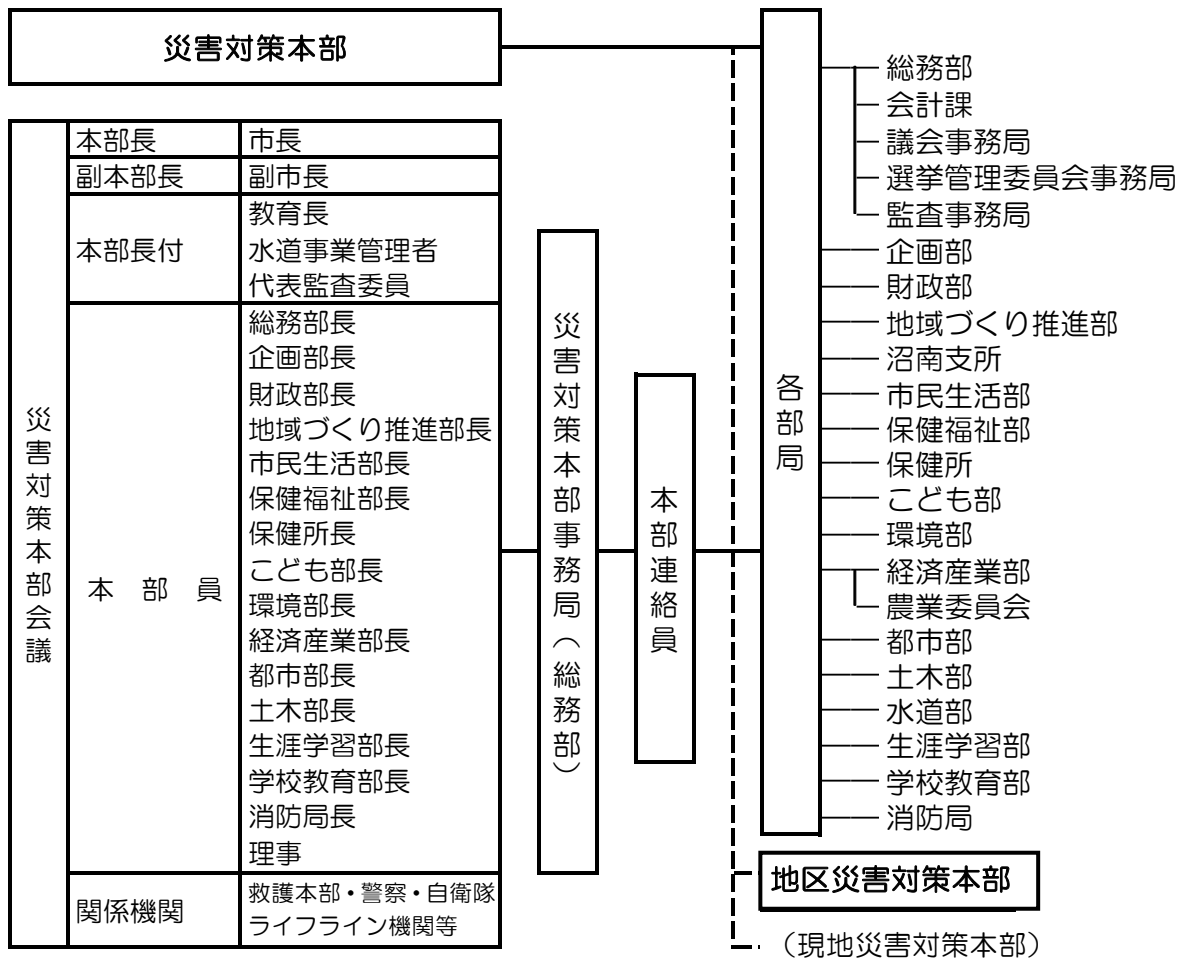 災害対策本部
災害対策本部会議
本部長
市長
副本部長
副市長
本部長付
教育長
水道事業管理者
代表監査委員
本部員
総務部長
企画部長
財政部長
地域づくり推進部長
市民生活部長
保健福祉部長
保健所長
こども部長
環境部長
経済産業部長
都市部長
土木部長
生涯学習部長
学校教育部長
消防局長
理事
関係機関
救護本部・警察・自衛隊
ライフライン機関等
災害対策本部事務局(総務部)
本部連絡員
各部局
総務部
会計課
議会事務局
選挙管理委員会事務局
監査事務局
企画部
財政部
地域づくり推進部
沼南支所
市民生活部
保健福祉部
保健所
こども部
環境部
経済産業部
農業委員会
都市部
土木部
水道部
生涯学習部
学校教育部
消防局
地区災害対策本部
(現地災害対策本部)